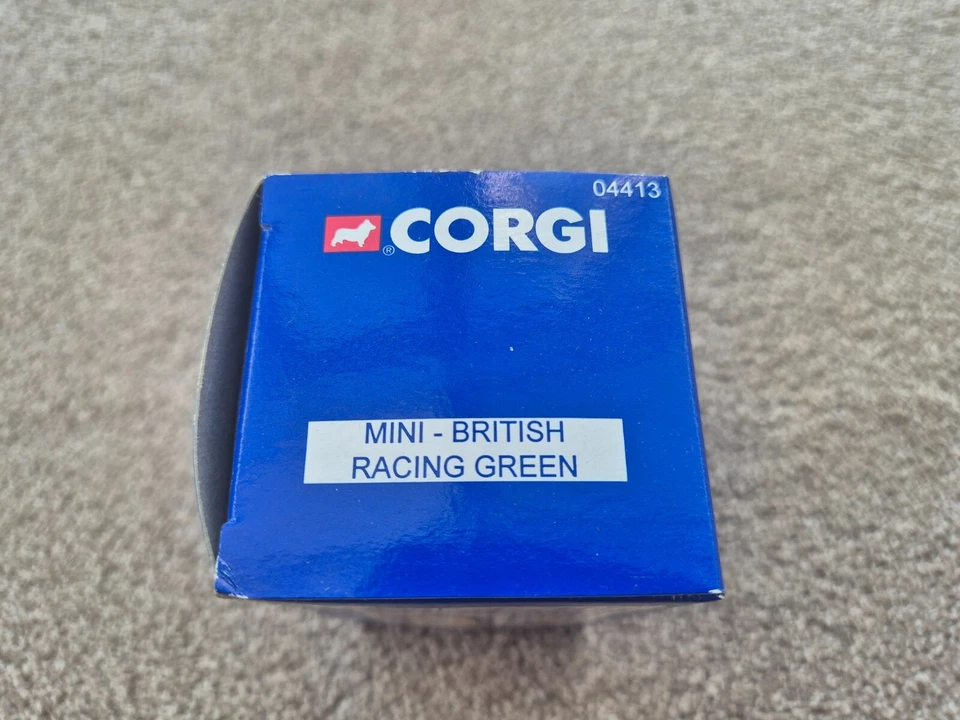 04413
® CORGI
MINI - BRITISH
RACING GREEN